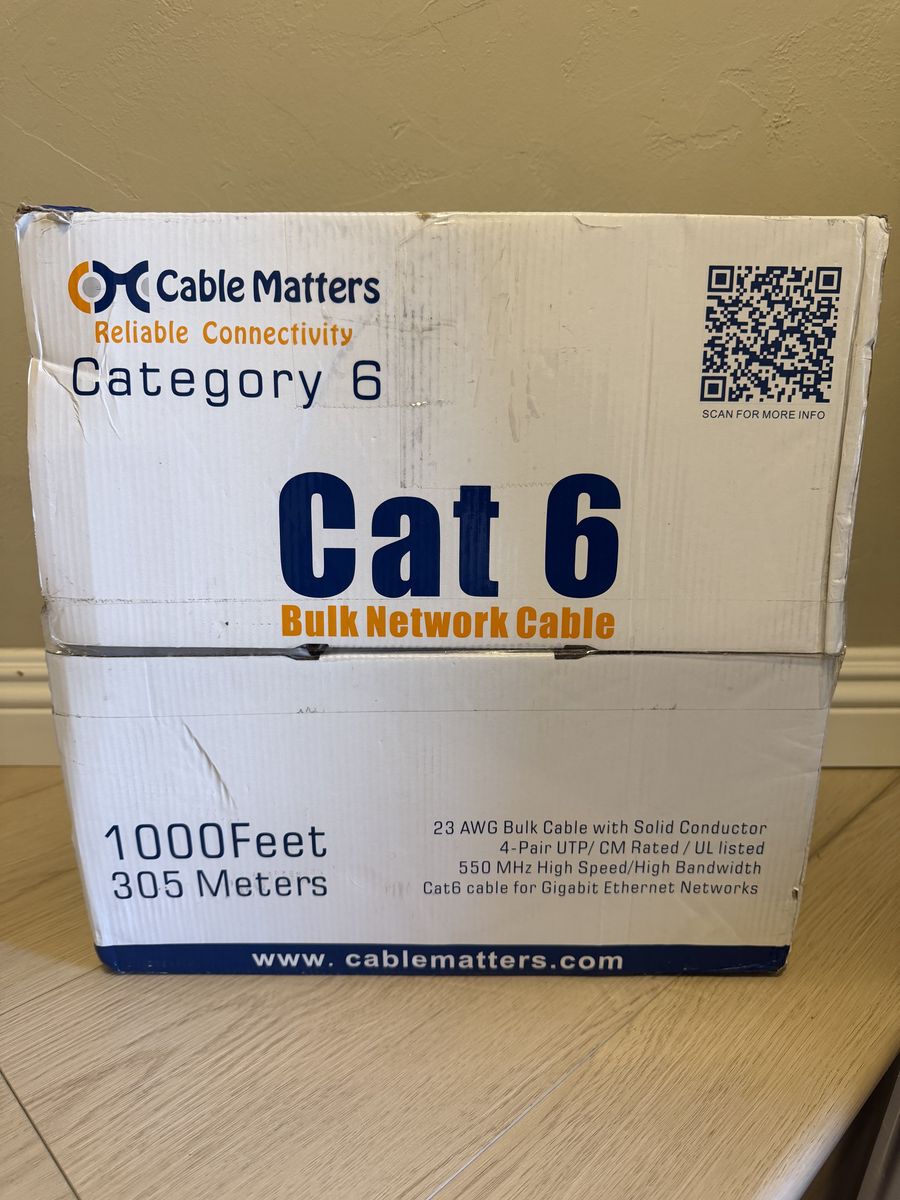 Cable Matters
Reliable Connectivity
Category 6
SCAN FOR MORE INFO
Cat 6
Bulk Network Cable
1000Feet
305 Meters
23 AWG Bulk Cable with Solid Conductor
4-Pair UTP/ CM Rated / UL listed
550 MHz High Speed/High Bandwidth
Cat6 cable for Gigabit Ethernet Networks
www. cablematters.com